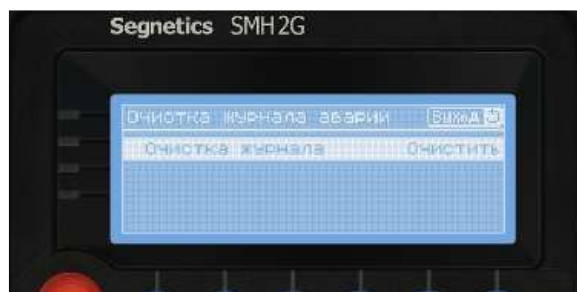 Segnetics SMH2G
Очистка журнала аварий Выход
Очистка журнала Очистить